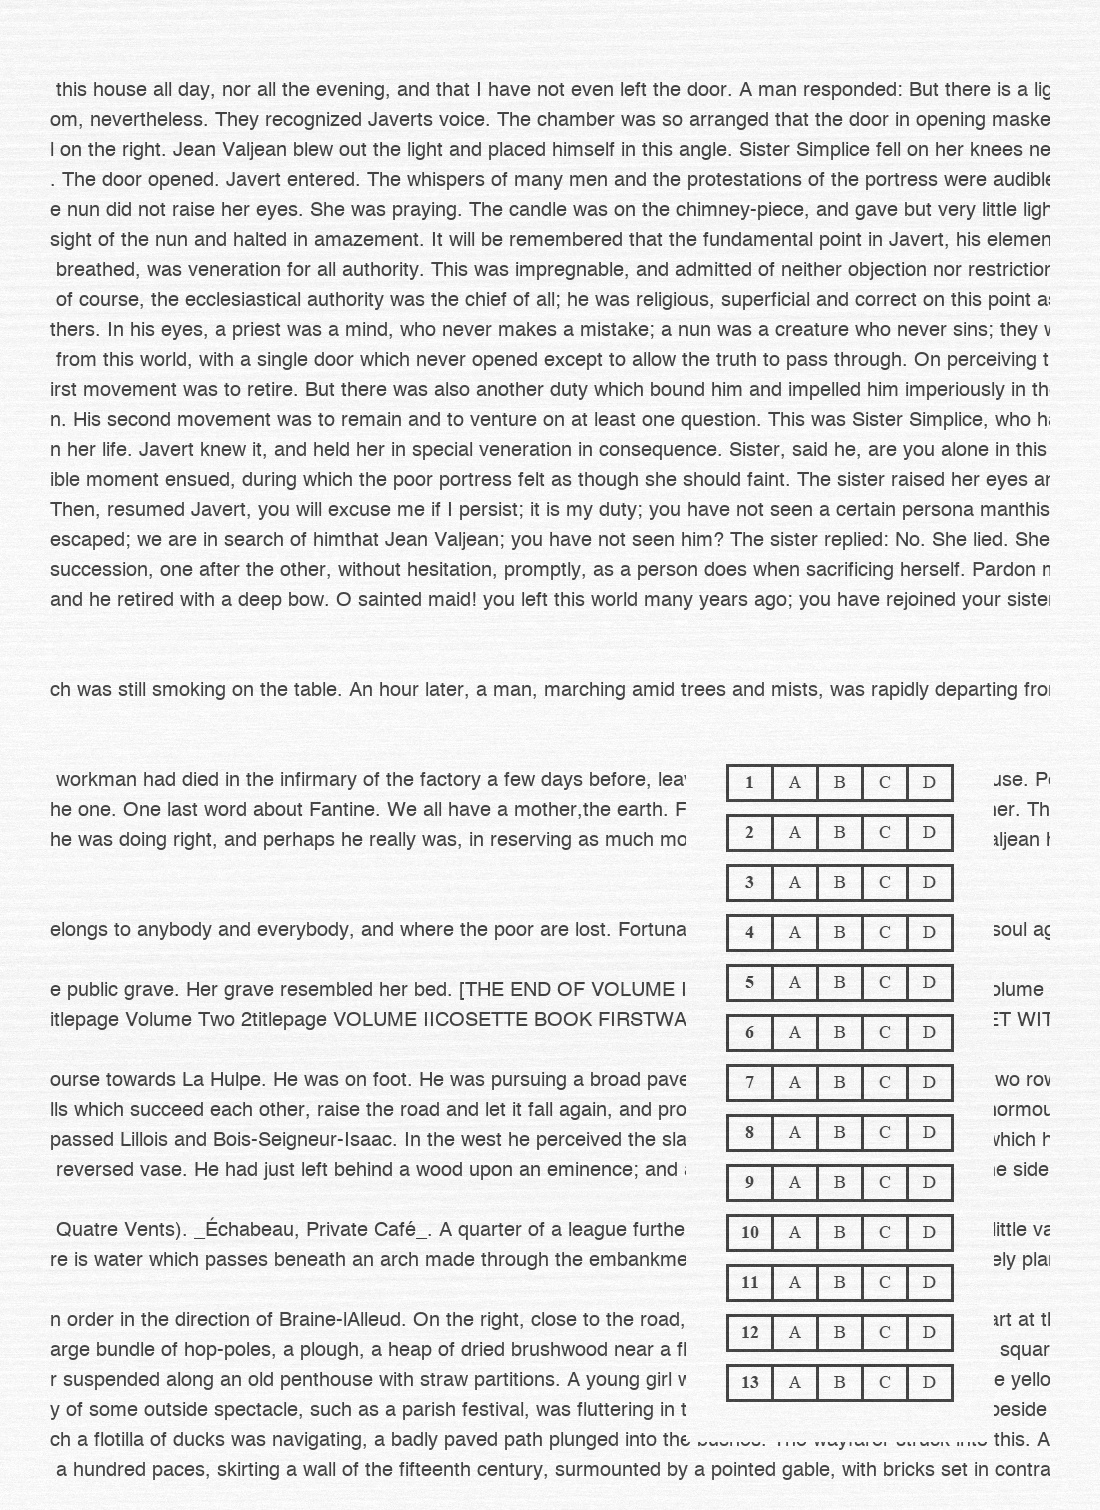 this house all day, nor all the evening, and that I have not even left the door. A man responded: But there is a
om, nevertheless. They recognized Javerts voice. The chamber was so arranged that the door in opening
l on the right. Jean Valjean blew out the light and placed himself in this angle. Sister Simplice fell on her knees
. The door opened. Javert entered. The whispers of many men and the protestations of the portress were audible
e nun did not raise her eyes. She was praying. The candle was on the chimney-piece, and gave but very little
sight of the nun and halted in amazement. It will be remembered that the fundamental point in Javert, his
breathed, was veneration for all authority. This was impregnable, and admitted of neither objection nor restriction
of course, the ecclesiastical authority was the chief of all; he was religious, superficial and correct on this point
thers. In his eyes, a priest was a mind, who never makes a mistake; a nun was a creature who never sins; they
from this world, with a single door which never opened except to allow the truth to pass through. On perceiving
irst movement was to retire. But there was also another duty which bound him and impelled him imperiously in
n. His second movement was to remain and to venture on at least one question. This was Sister Simplice, who
n her life. Javert knew it, and held her in special veneration in consequence. Sister, said he, are you alone in this
ible moment ensued, during which the poor portress felt as though she should faint. The sister raised her eyes
Then, resumed Javert, you will excuse me if I persist; it is my duty; you have not seen a certain persona manthis
escaped; we are in search of himthat Jean Valjean; you have not seen him? The sister replied: No. She lied. She
succession, one after the other, without hesitation, promptly, as a person does when sacrificing herself. Pardon
and he retired with a deep bow. O sainted maid! you left this world many years ago; you have rejoined your
ch was still smoking on the table. An hour later, a man, marching amid trees and mists, was rapidly departing
workman had died in the infirmary of the factory a few days before, use.
he one. One last word about Fantine. We all have a mother,the earth. F er. Th
he was doing right, and perhaps he really was, in reserving as much mo aljean
elongs to anybody and everybody, and where the poor are lost. Fortuna soul ag
e public grave. Her grave resembled her bed. [THE END OF VOLUME olume
itlepage Volume Two 2titlepage VOLUME IICOSETTE BOOK FIRSTWA ET WIT
ourse towards La Hulpe. He was on foot. He was pursuing a broad pave wo row
lls which succeed each other, raise the road and let it fall again, and pro normou
passed Lillois and Bois-Seigneur-Isaac. In the west he perceived the sla which
reversed vase. He had just left behind a wood upon an eminence; and e side
Quatre Vents). _Échabeau, Private Café_. A quarter of a league furthe little va
re is water which passes beneath an arch made through the embankme ely plan
n order in the direction of Braine-lAlleud. On the right, close to the road, art at
arge bundle of hop-poles, a plough, a heap of dried brushwood near a fl squar
r suspended along an old penthouse with straw partitions. A young girl e yello
y of some outside spectacle, such as a parish festival, was fluttering in beside
ch a flotilla of ducks was navigating, a badly paved path plunged into the bushes. The wayfarer struck into this. A
a hundred paces, skirting a wall of the fifteenth century, surmounted by a pointed gable, with bricks set in contra
1 A B C D
2 A B C D
3 A B C D
4 A B C D
5 A B C D
6 A B C D
7 A B C D
8 A B C D
9 A B C D
10 A B C D
11 A B C D
12 A B C D
13 A B C D